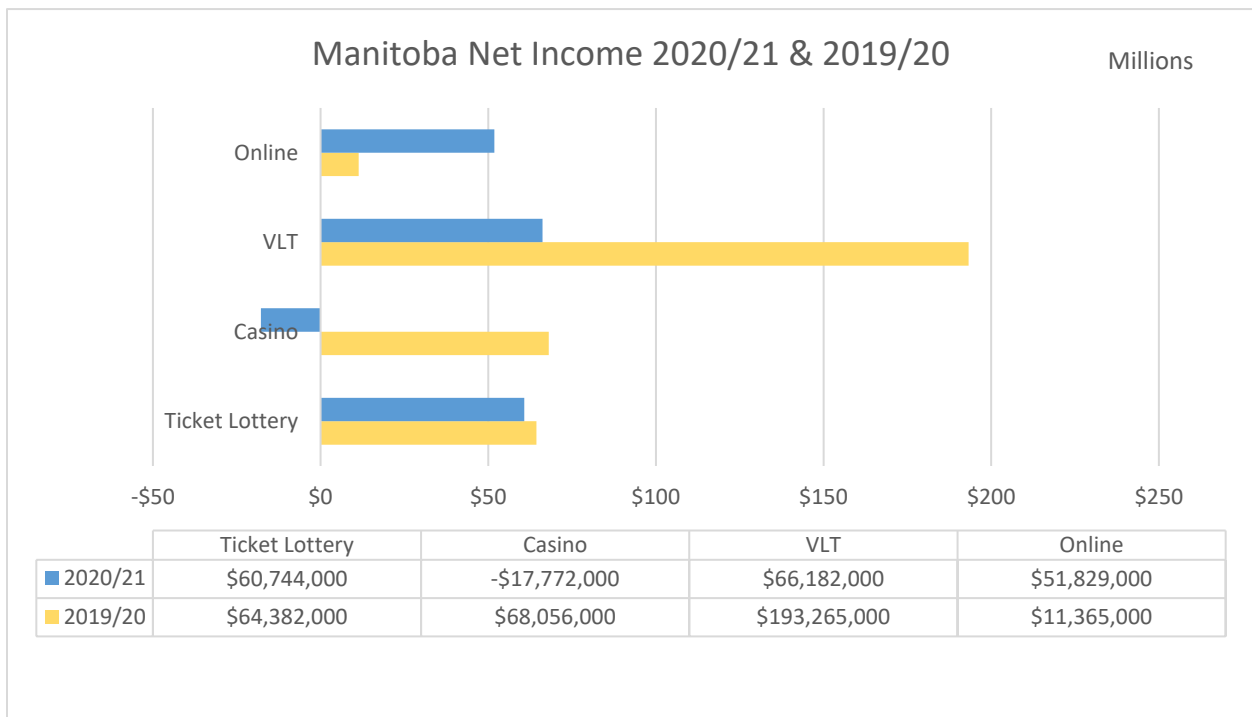 Manitoba Net Income 2020/21 & 2019/20
Millions
Online
VLT
Casino
Ticket Lottery
-$50 $0 $50 $100 $150 $200 $250
Ticket Lottery Casino VLT Online
2020/21 $60,744,000 -$17,772,000 $66,182,000 $51,829,000
2019/20 $64,382,000 $68,056,000 $193,265,000 $11,365,000